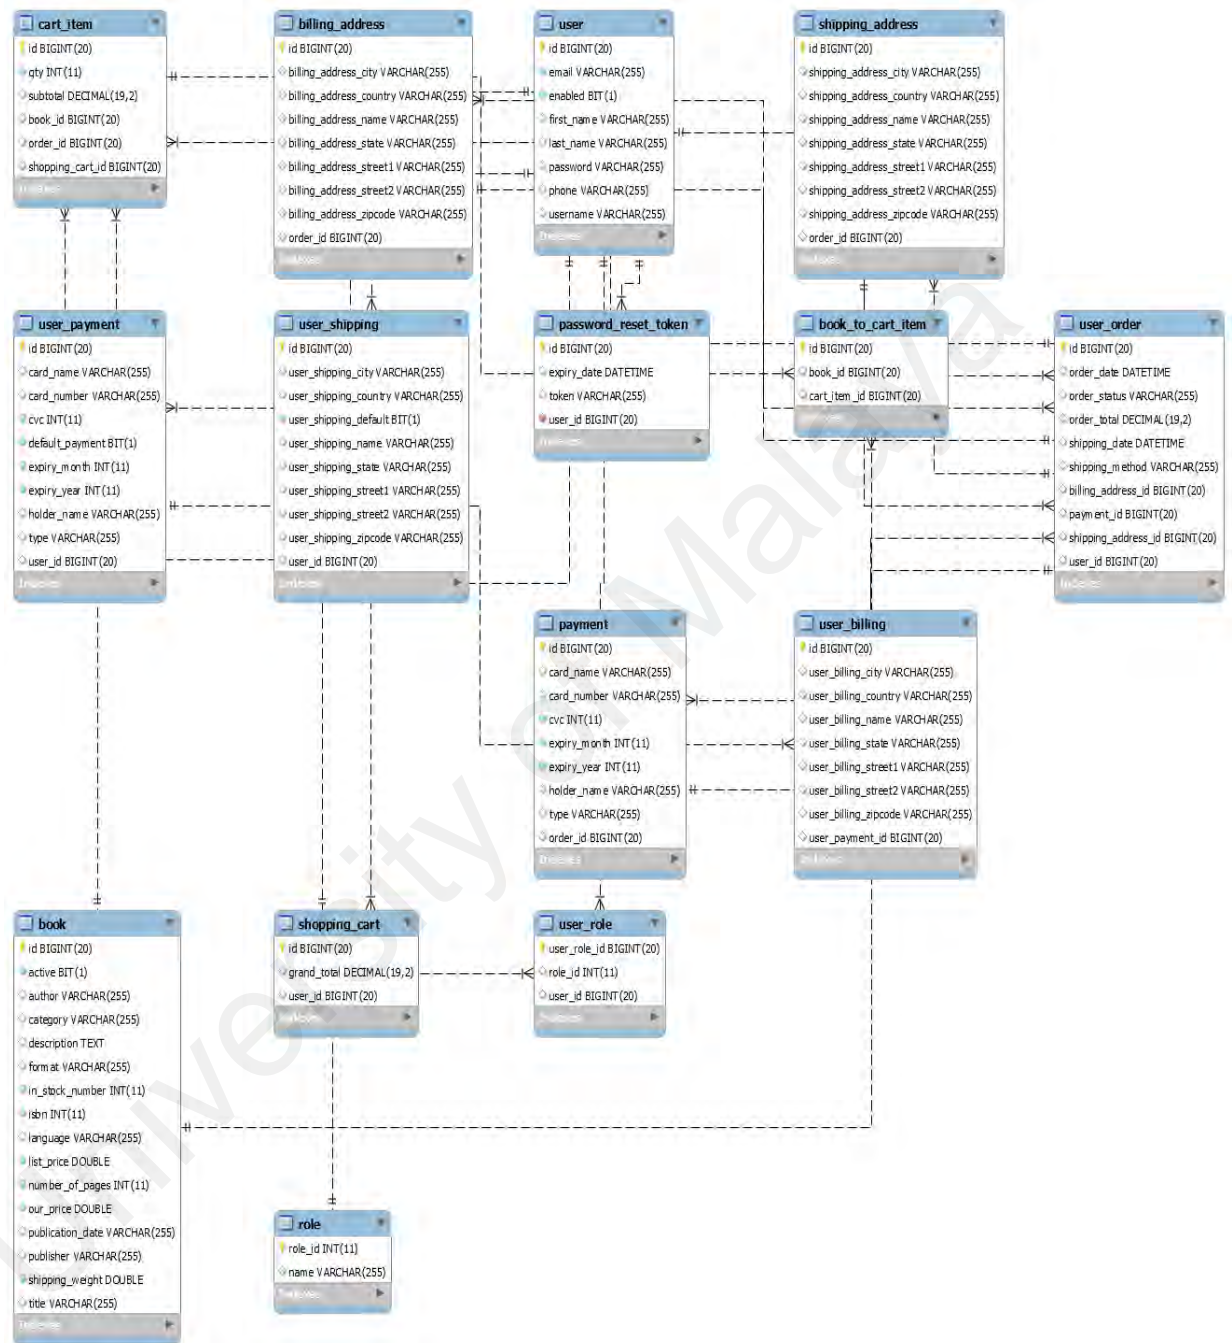 cart_item
id BIGINT(20)
qty INT(11)
subtotal DECIMAL(19,2)
book_id BIGINT(20)
order_id BIGINT(20)
shopping_cart_id BIGINT(20)
Indexes
billing_address
id BIGINT(20)
billing_address_city VARCHAR(255)
billing_address_country VARCHAR(255)
billing_address_name VARCHAR(255)
billing_address_state VARCHAR(255)
billing_address_street1 VARCHAR(255)
billing_address_street2 VARCHAR(255)
billing_address_zipcode VARCHAR(255)
order_id BIGINT(20)
Indexes
user
id BIGINT(20)
email VARCHAR(255)
enabled BIT(1)
first_name VARCHAR(255)
last_name VARCHAR(255)
password VARCHAR(255)
phone VARCHAR(255)
username VARCHAR(255)
Indexes
shipping_address
id BIGINT(20)
shipping_address_city VARCHAR(255)
shipping_address_country VARCHAR(255)
shipping_address_name VARCHAR(255)
shipping_address_state VARCHAR(255)
shipping_address_street1 VARCHAR(255)
shipping_address_street2 VARCHAR(255)
shipping_address_zipcode VARCHAR(255)
order_id BIGINT(20)
Indexes
user_payment
id BIGINT(20)
card_name VARCHAR(255)
card_number VARCHAR(255)
cvc INT(11)
default_payment BIT(1)
expiry_month INT(11)
expiry_year INT(11)
holder_name VARCHAR(255)
type VARCHAR(255)
user_id BIGINT(20)
Indexes
user_shipping
id BIGINT(20)
user_shipping_city VARCHAR(255)
user_shipping_country VARCHAR(255)
user_shipping_default BIT(1)
user_shipping_name VARCHAR(255)
user_shipping_state VARCHAR(255)
user_shipping_street1 VARCHAR(255)
user_shipping_street2 VARCHAR(255)
user_shipping_zipcode VARCHAR(255)
user_id BIGINT(20)
Indexes
password_reset_token
id BIGINT(20)
expiry_date DATETIME
token VARCHAR(255)
user_id BIGINT(20)
Indexes
book_to_cart_item
id BIGINT(20)
book_id BIGINT(20)
cart_item_id BIGINT(20)
Indexes
user_order
id BIGINT(20)
order_date DATETIME
order_status VARCHAR(255)
order_total DECIMAL(19,2)
shipping_date DATETIME
shipping_method VARCHAR(255)
billing_address_id BIGINT(20)
payment_id BIGINT(20)
shipping_address_id BIGINT(20)
user_id BIGINT(20)
Indexes
payment
id BIGINT(20)
card_name VARCHAR(255)
card_number VARCHAR(255)
cvc INT(11)
expiry_month INT(11)
expiry_year INT(11)
holder_name VARCHAR(255)
type VARCHAR(255)
order_id BIGINT(20)
Indexes
user_billing
id BIGINT(20)
user_billing_city VARCHAR(255)
user_billing_country VARCHAR(255)
user_billing_name VARCHAR(255)
user_billing_state VARCHAR(255)
user_billing_street1 VARCHAR(255)
user_billing_street2 VARCHAR(255)
user_billing_zipcode VARCHAR(255)
user_payment_id BIGINT(20)
Indexes
book
id BIGINT(20)
active BIT(1)
author VARCHAR(255)
category VARCHAR(255)
description TEXT
format VARCHAR(255)
in_stock_number INT(11)
isbn INT(11)
language VARCHAR(255)
list_price DOUBLE
number_of_pages INT(11)
our_price DOUBLE
publication_date VARCHAR(255)
publisher VARCHAR(255)
shipping_weight DOUBLE
title VARCHAR(255)
Indexes
shopping_cart
id BIGINT(20)
grand_total DECIMAL(19,2)
user_id BIGINT(20)
Indexes
user_role
user_role_id BIGINT(20)
role_id INT(11)
user_id BIGINT(20)
Indexes
role
role_id INT(11)
name VARCHAR(255)
Indexes
University of Malaya